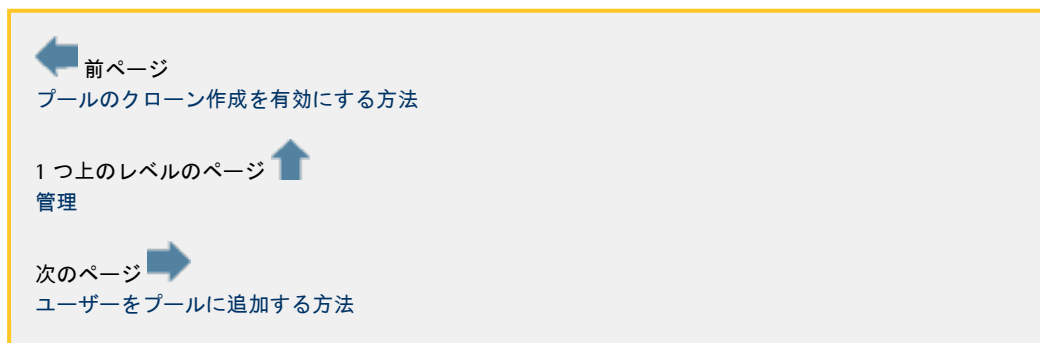 前ページ
プールのクローン作成を有効にする方法
1 つ上のレベルのページ
管理
次のページ
ユーザーをプールに追加する方法